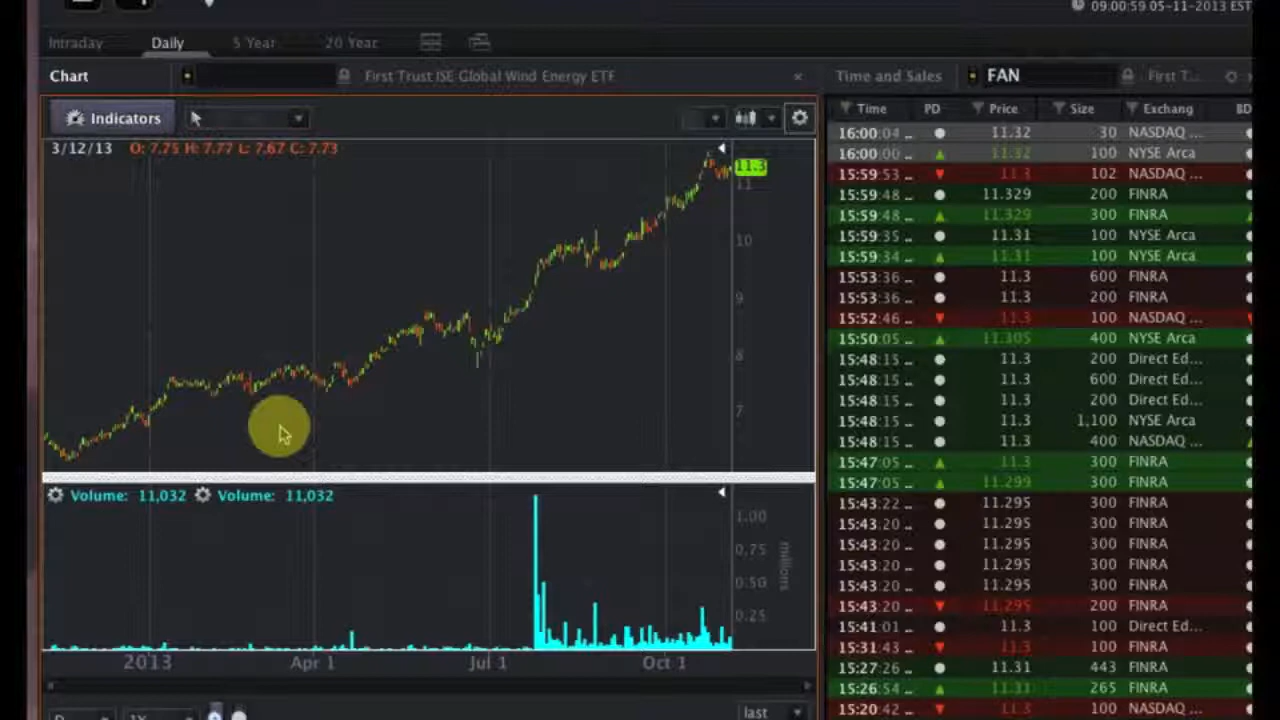 09:00:59 05-11-2013 EST
Intraday Daily 5 Year 20 Year
Chart First Trust ISE Global Wind Energy ETF ×
Time and Sales FAN First T...
Indicators
Time PD Price Size Exchang BD
3/12/13 O: 7.75 H: 7.77 L: 7.67 C: 7.73
11.3
11
10
9
8
7
16:00:04 .. 11.32 30 NASDAQ ...
16:00:00 .. 11.32 100 NYSE Arca
15:59:53 .. 11.3 102 NASDAQ ...
15:59:48 .. 11.329 200 FINRA
15:59:48 .. 11.329 300 FINRA
15:59:35 .. 11.31 100 NYSE Arca
15:59:34 .. 11.31 100 NYSE Arca
15:53:36 .. 11.3 600 FINRA
15:53:36 .. 11.3 200 FINRA
15:52:46 .. 11.3 100 NASDAQ ...
15:50:05 .. 11.305 400 NYSE Arca
15:48:15 .. 11.3 200 Direct Ed...
15:48:15 .. 11.3 600 Direct Ed...
15:48:15 .. 11.3 200 Direct Ed...
15:48:15 .. 11.3 1,100 NYSE Arca
15:48:15 .. 11.3 400 NASDAQ ...
15:47:05 .. 11.3 300 FINRA
15:47:05 .. 11.299 300 FINRA
15:43:22 .. 11.295 300 FINRA
15:43:20 .. 11.295 300 FINRA
15:43:20 .. 11.295 300 FINRA
15:43:20 .. 11.295 300 FINRA
15:43:20 .. 11.295 300 FINRA
15:43:20 .. 11.295 200 FINRA
15:41:01 .. 11.3 100 Direct Ed...
15:31:43 .. 11.3 100 FINRA
15:27:26 .. 11.31 443 FINRA
15:26:54 .. 11.31 265 FINRA
15:20:42 .. 11.3 100 NASDAQ ...
Volume: 11,032 Volume: 11,032
1.00
0.75
0.50
0.25
millions
2013 Apr 1 Jul 1 Oct 1
D 1X last